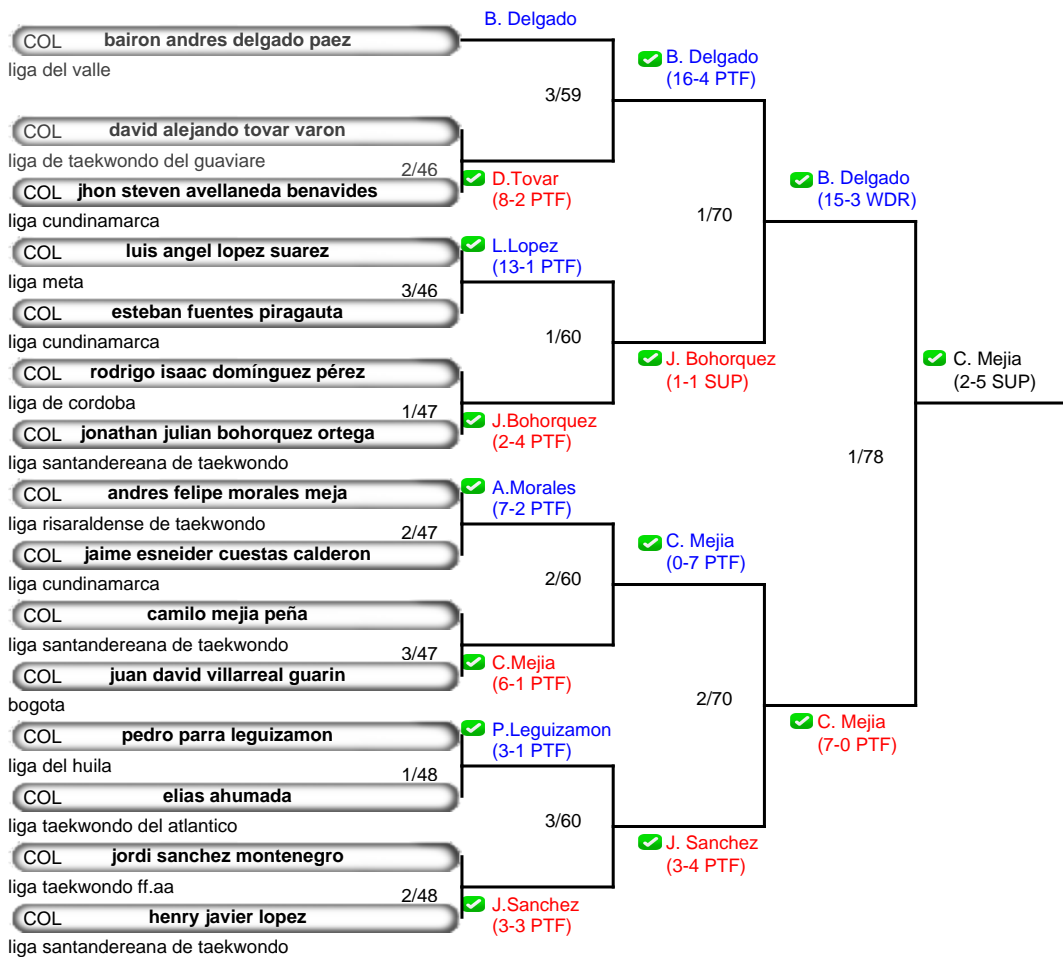 B. Delgado
COL bairon andres delgado paez
liga del valle
B. Delgado
(16-4 PTF)
3/59
COL david alejando tovar varon
liga de taekwondo del guaviare
2/46
COL jhon steven avellaneda benavides
D.Tovar
(8-2 PTF)
B. Delgado
(15-3 WDR)
liga cundinamarca
1/70
COL luis angel lopez suarez
L.Lopez
(13-1 PTF)
liga meta
3/46
COL esteban fuentes piragauta
liga cundinamarca
1/60
COL rodrigo isaac domínguez pérez
J. Bohorquez
(1-1 SUP)
C. Mejia
(2-5 SUP)
liga de cordoba
1/47
COL jonathan julian bohorquez ortega
J.Bohorquez
(2-4 PTF)
liga santandereana de taekwondo
1/78
COL andres felipe morales meja
A.Morales
(7-2 PTF)
liga risaraldense de taekwondo
2/47
COL jaime esneider cuestas calderon
C. Mejia
(0-7 PTF)
liga cundinamarca
2/60
COL camilo mejia peña
liga santandereana de taekwondo
3/47
COL juan david villarreal guarin
C.Mejia
(6-1 PTF)
bogota
2/70
COL pedro parra leguizamon
P.Leguizamon
(3-1 PTF)
C. Mejia
(7-0 PTF)
liga del huila
1/48
COL elias ahumada
liga taekwondo del atlantico
3/60
COL jordi sanchez montenegro
J. Sanchez
(3-4 PTF)
liga taekwondo ff.aa
2/48
COL henry javier lopez
J.Sanchez
(3-3 PTF)
liga santandereana de taekwondo